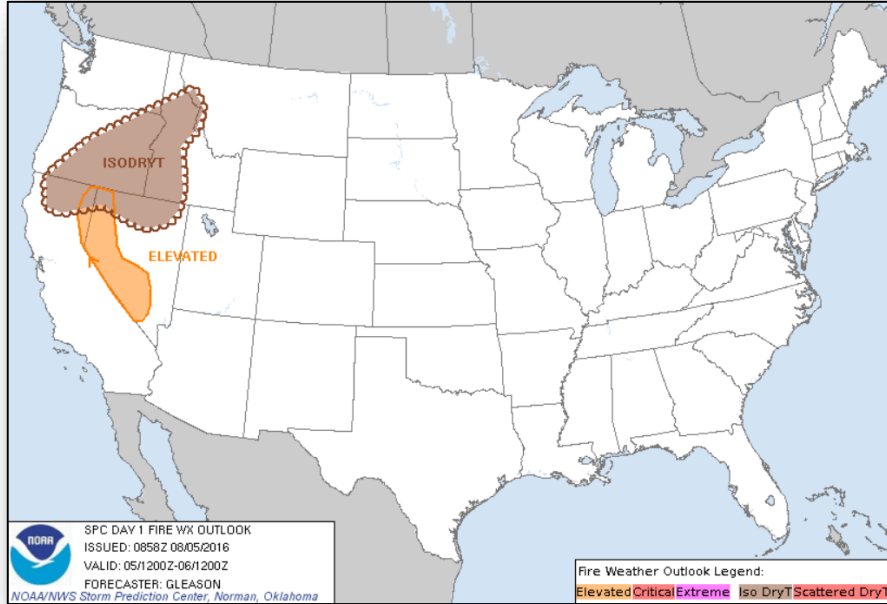 ISODRYT
ELEVATED
NOAA
SPC DAY 1 FIRE WX OUTLOOK
ISSUED: 0858Z 08/05/2016
VALID: 05/1200Z-06/1200Z
FORECASTER: GLEASON
NOAA/NWS Storm Prediction Center, Norman, Oklahoma
Fire Weather Outlook Legend:
Elevated Critical Extreme Iso DryT Scattered DryT